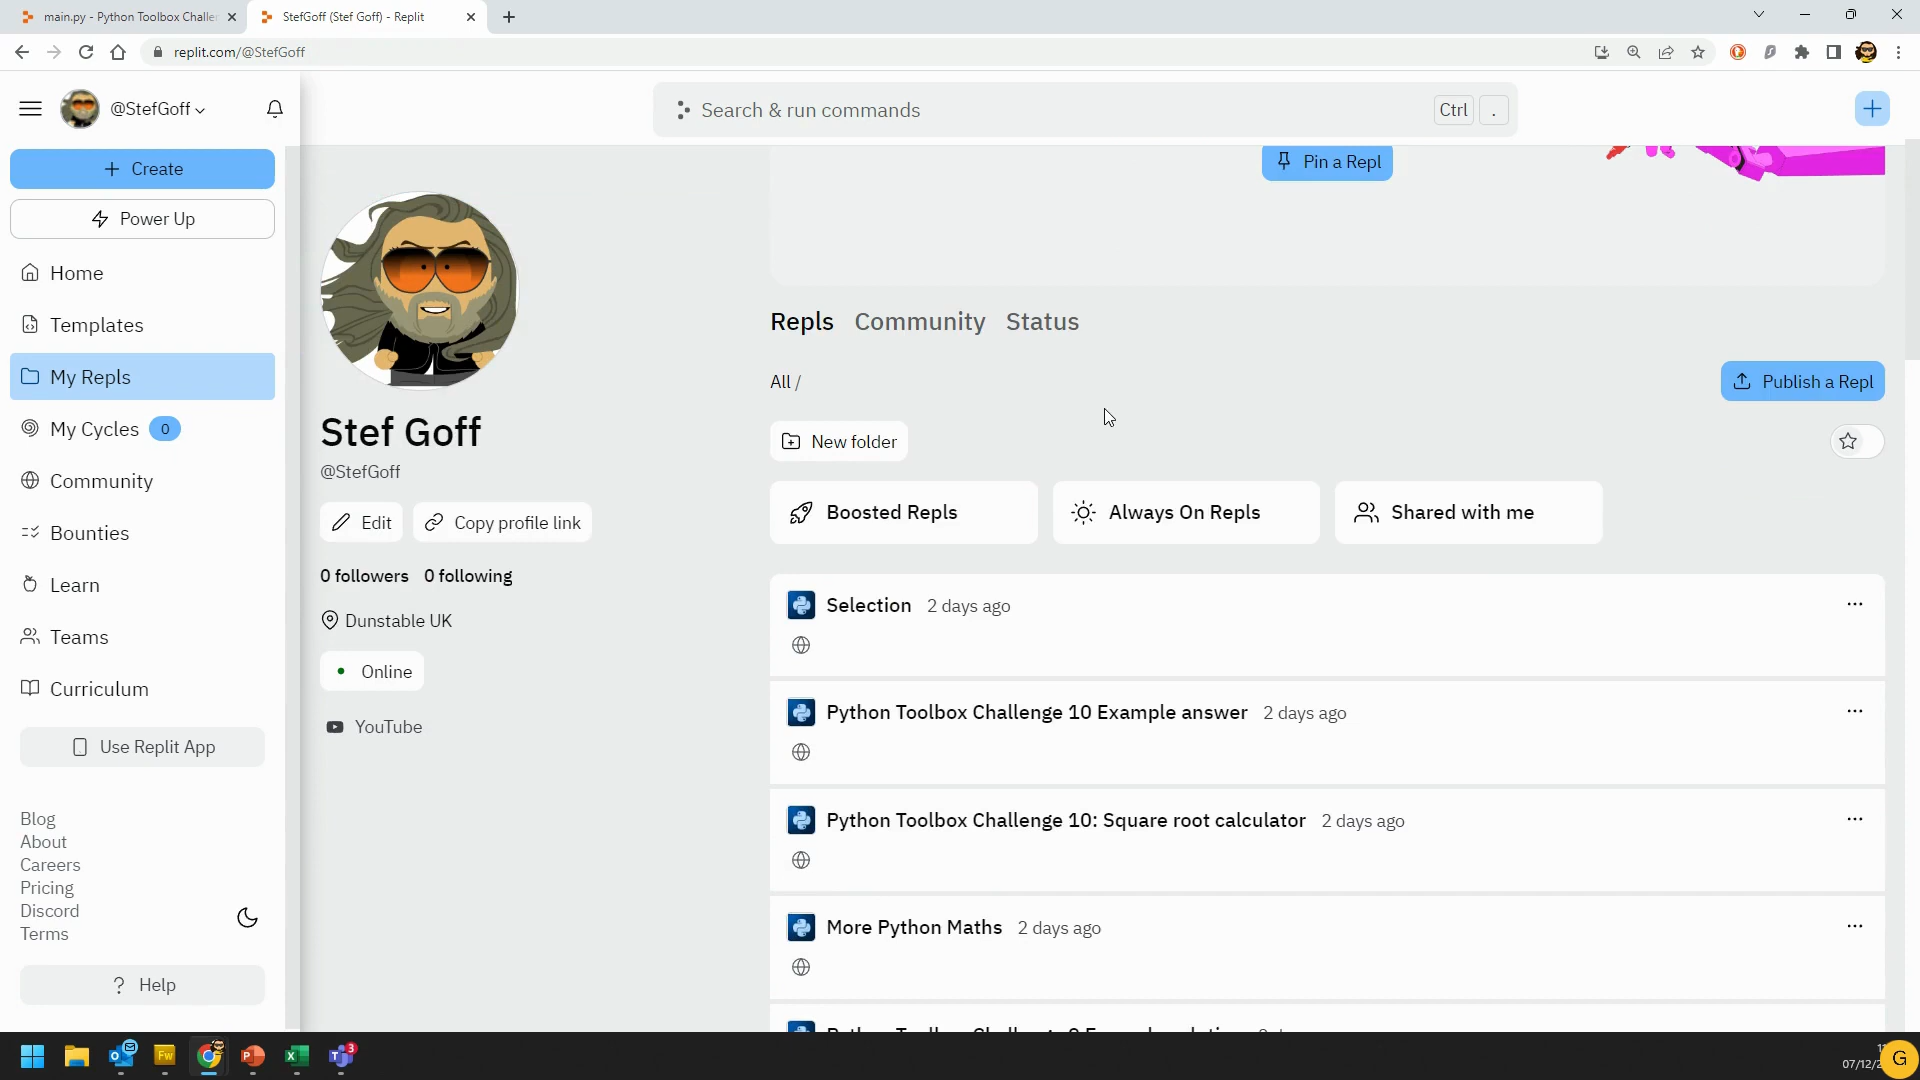 main.py - Python Toolbox Challe
StefGoff (Stef Goff) - Replit
replit.com/@StefGoff
@StefGoff
Search & run commands
Ctrl
.
Create
Power Up
Home
Templates
My Repls
My Cycles 0
Community
Bounties
Learn
Teams
Curriculum
Use Replit App
Blog
About
Careers
Pricing
Discord
Terms
? Help
Stef Goff
@StefGoff
Edit
Copy profile link
0 followers 0 following
Dunstable UK
Online
YouTube
Pin a Repl
Repls Community Status
All /
Publish a Repl
New folder
Boosted Repls
Always On Repls
Shared with me
Selection 2 days ago
Python Toolbox Challenge 10 Example answer 2 days ago
Python Toolbox Challenge 10: Square root calculator 2 days ago
More Python Maths 2 days ago
Fw
3
07/12/2
G